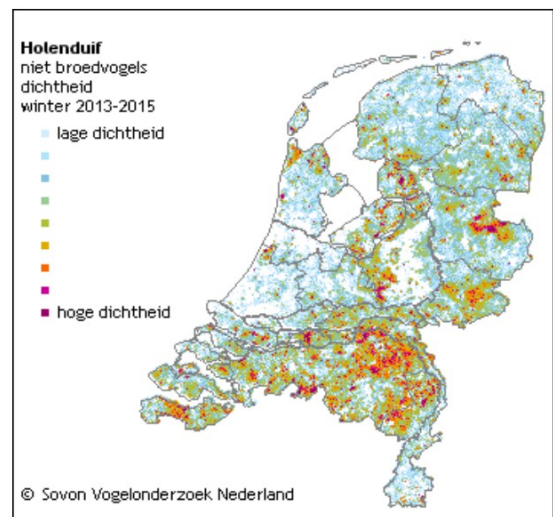 Holenduif
niet broedvogels
dichtheid
winter 2013-2015
lage dichtheid
hoge dichtheid
© Sovon Vogelonderzoek Nederland